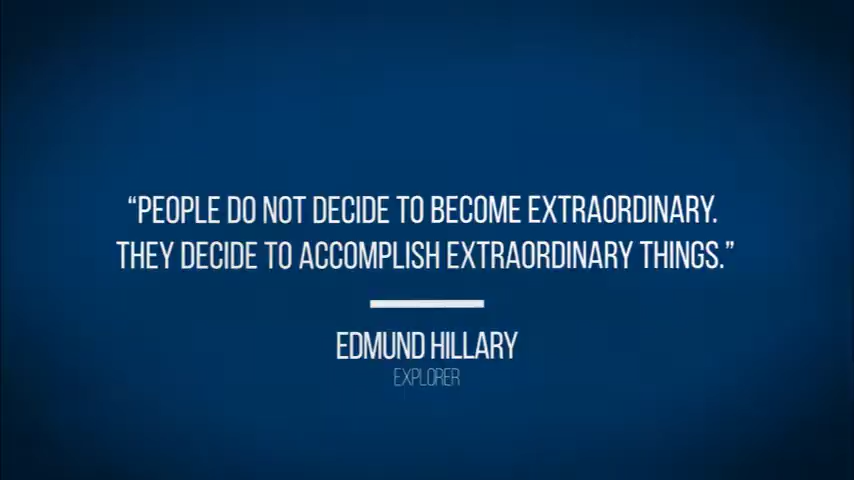 “PEOPLE DO NOT DECIDE TO BECOME EXTRAORDINARY.
THEY DECIDE TO ACCOMPLISH EXTRAORDINARY THINGS.”
EDMUND HILLARY
EXPLORER